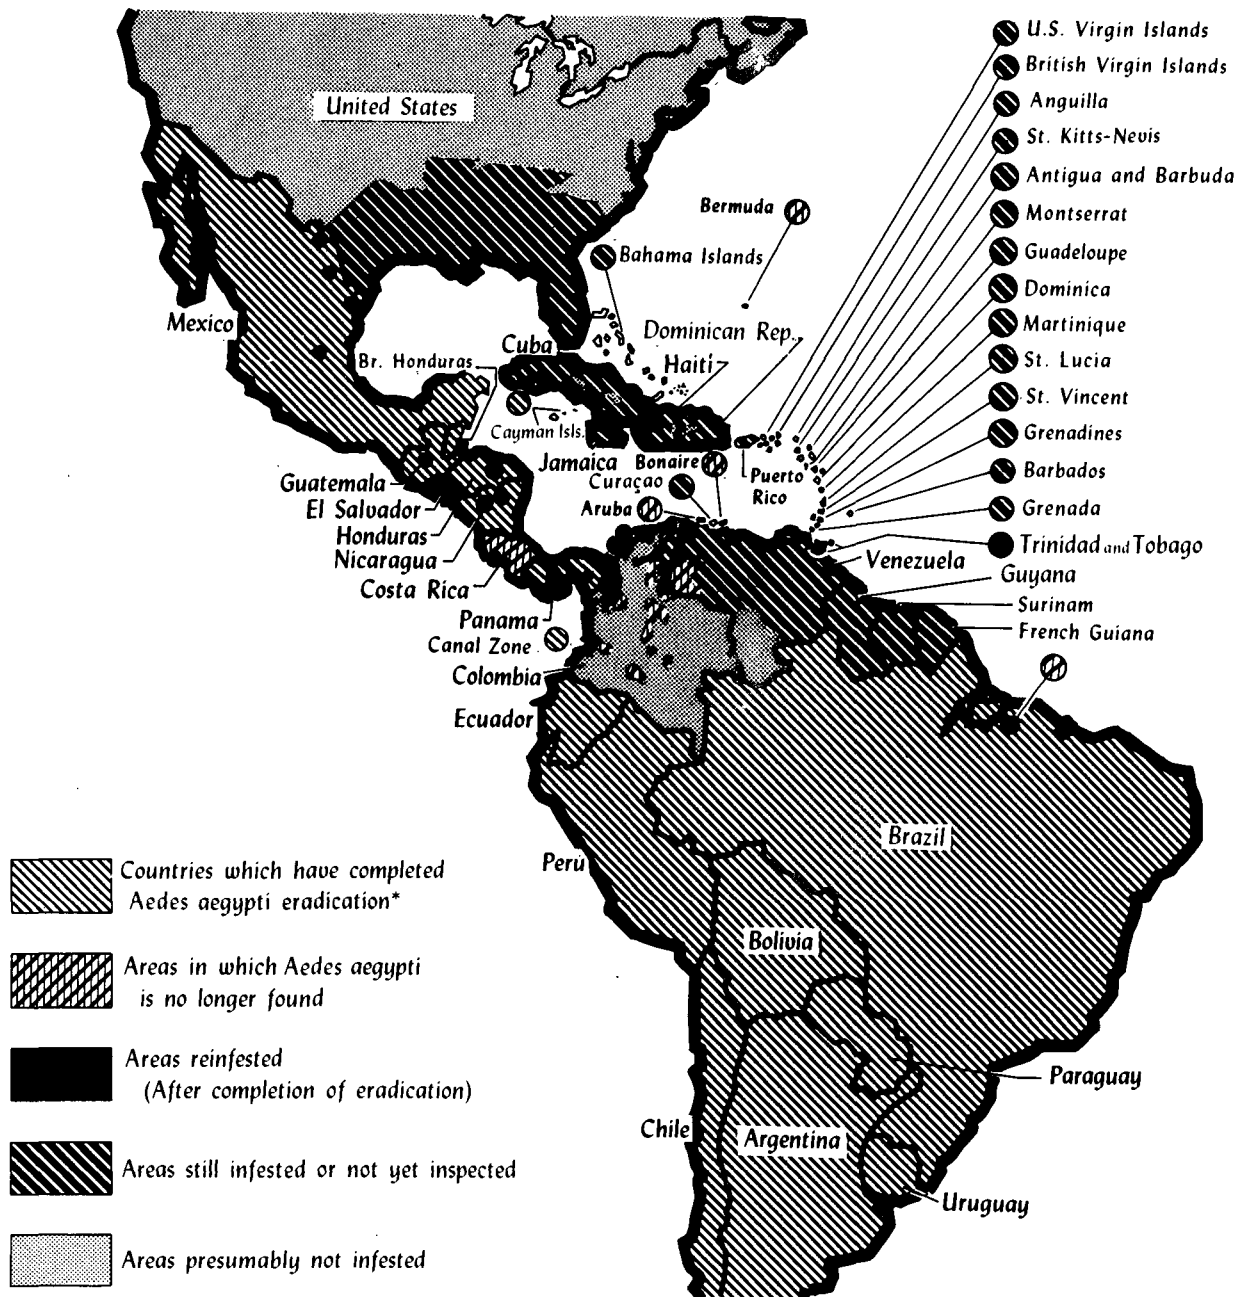 United States
U.S. Virgin Islands
British Virgin Islands
Anguilla
St. Kitts-Nevis
Antigua and Barbuda
Montserrat
Guadeloupe
Dominica
Martinique
St. Lucia
St. Vincent
Grenadines
Barbados
Grenada
Trinidad and Tobago
Bermuda
Bahama Islands
Mexico
Dominican Rep.
Cuba
Haití
Br. Honduras
Cayman Isls.
Jamaica
Bonaire
Curaçao
Aruba
Puerto
Rico
Guatemala
El Salvador
Honduras
Nicaragua
Costa Rica
Panama
Canal Zone
Colombia
Ecuador
Venezuela
Guyana
Surinam
French Guiana
Brazil
Perú
Bolivia
Paraguay
Chile
Argentina
Uruguay
Countries which have completed
Aedes aegypti eradication*
Areas in which Aedes aegypti
is no longer found
Areas reinfested
(After completion of eradication)
Areas still infested or not yet inspected
Areas presumably not infested